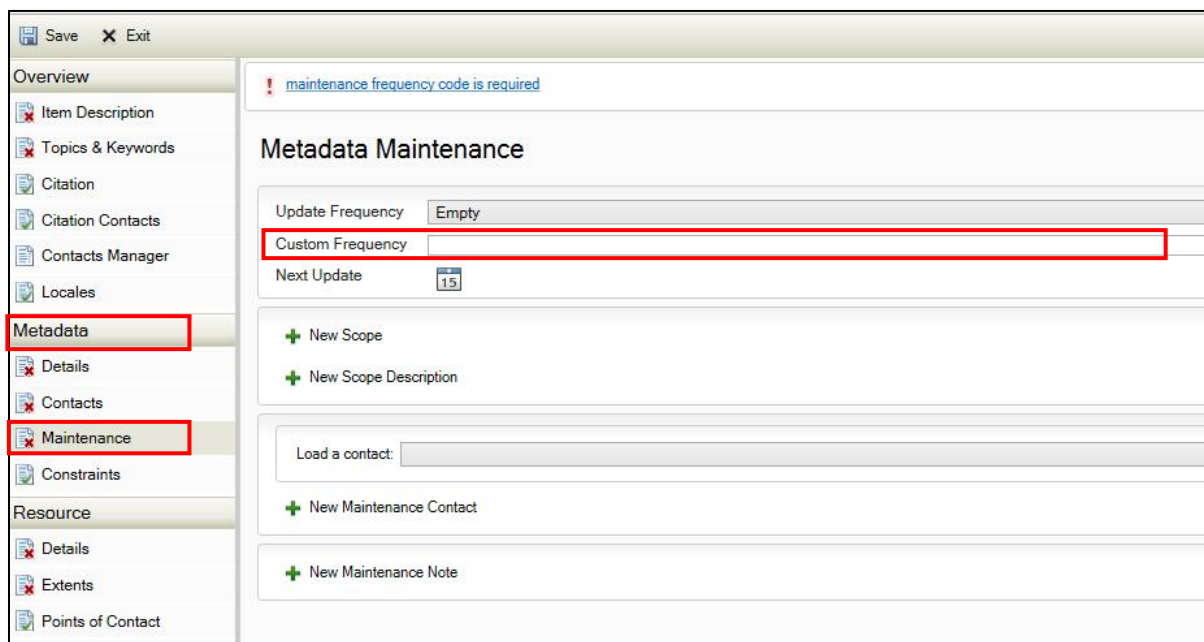 Save Exit
Overview
Item Description
Topics & Keywords
Citation
Citation Contacts
Contacts Manager
Locales
Metadata
Details
Contacts
Maintenance
Constraints
Resource
Details
Extents
Points of Contact
! maintenance frequency code is required
Metadata Maintenance
Update Frequency Empty
Custom Frequency
Next Update 15
New Scope
New Scope Description
Load a contact:
New Maintenance Contact
New Maintenance Note